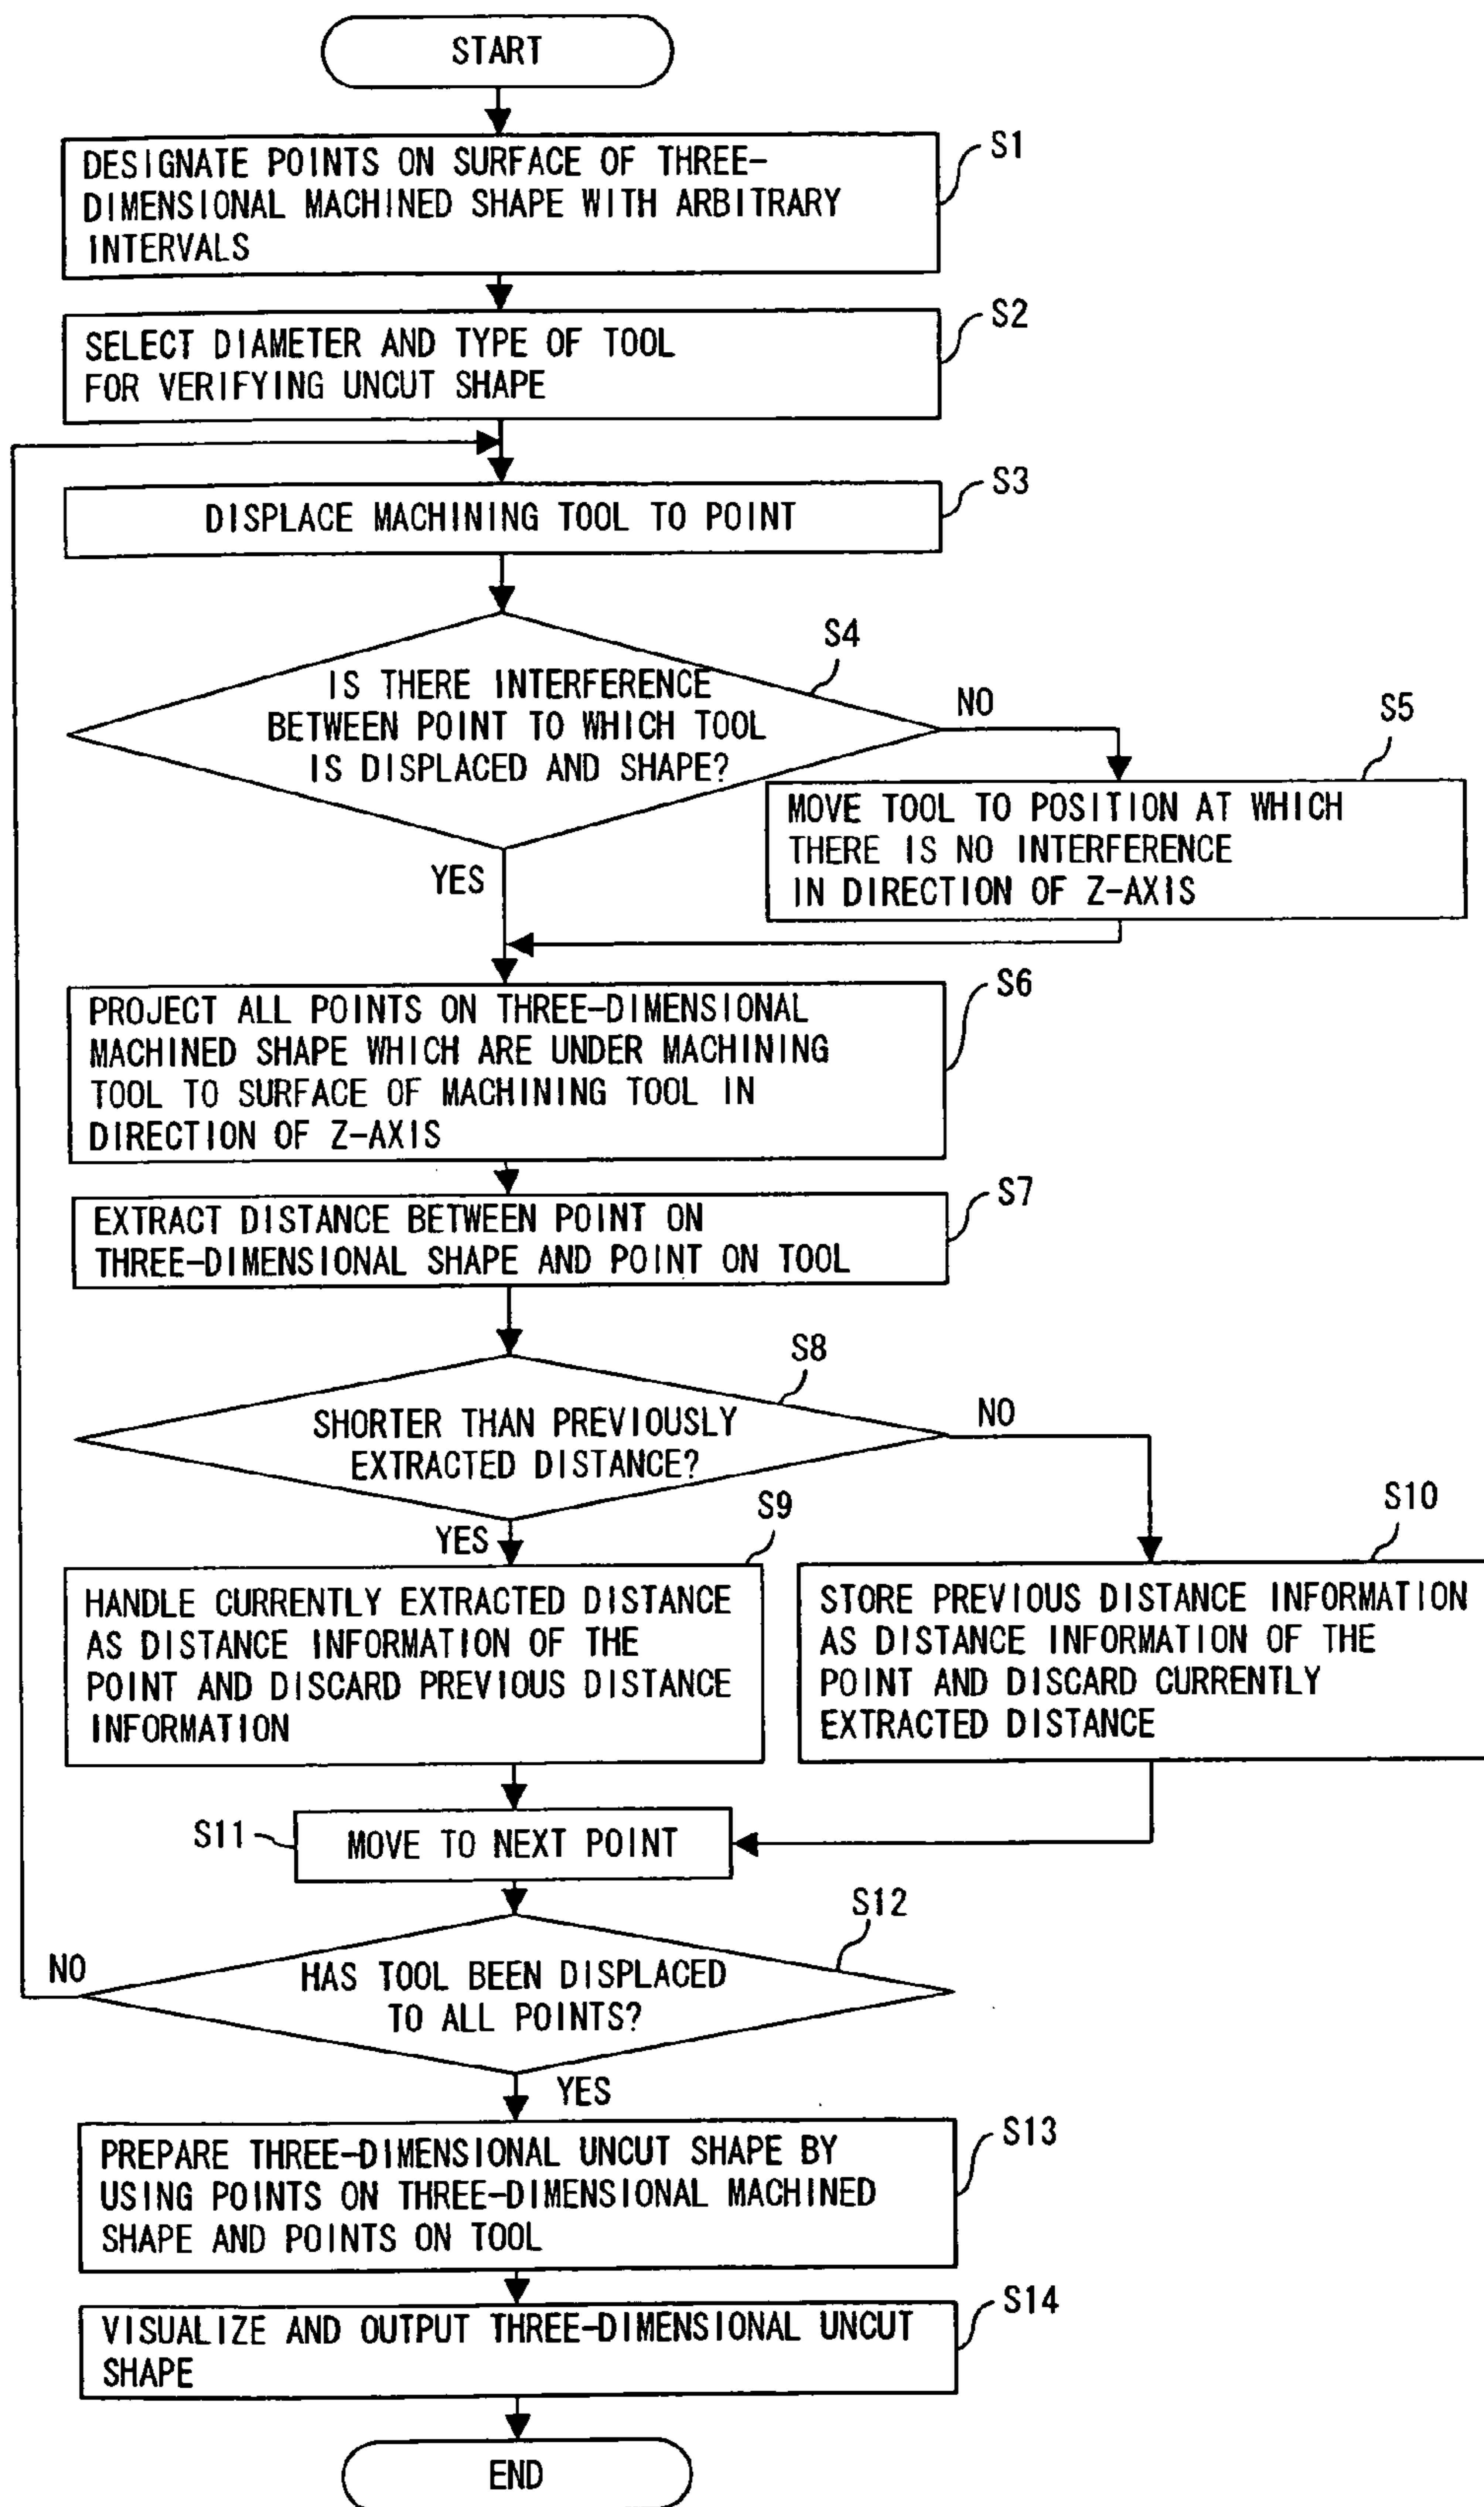 START
S1
DESIGNATE POINTS ON SURFACE OF THREE-
DIMENSIONAL MACHINED SHAPE WITH ARBITRARY
INTERVALS
S2
SELECT DIAMETER AND TYPE OF TOOL
FOR VERIFYING UNCUT SHAPE
S3
DISPLACE MACHINING TOOL TO POINT
S4
IS THERE INTERFERENCE
BETWEEN POINT TO WHICH TOOL
IS DISPLACED AND SHAPE?
NO
S5
MOVE TOOL TO POSITION AT WHICH
THERE IS NO INTERFERENCE
IN DIRECTION OF Z-AXIS
YES
S6
PROJECT ALL POINTS ON THREE-DIMENSIONAL
MACHINED SHAPE WHICH ARE UNDER MACHINING
TOOL TO SURFACE OF MACHINING TOOL IN
DIRECTION OF Z-AXIS
S7
EXTRACT DISTANCE BETWEEN POINT ON
THREE-DIMENSIONAL SHAPE AND POINT ON TOOL
S8
SHORTER THAN PREVIOUSLY
EXTRACTED DISTANCE?
NO
YES
S9
HANDLE CURRENTLY EXTRACTED DISTANCE
AS DISTANCE INFORMATION OF THE
POINT AND DISCARD PREVIOUS DISTANCE
INFORMATION
S10
STORE PREVIOUS DISTANCE INFORMATION
AS DISTANCE INFORMATION OF THE
POINT AND DISCARD CURRENTLY
EXTRACTED DISTANCE
S11
MOVE TO NEXT POINT
S12
HAS TOOL BEEN DISPLACED
TO ALL POINTS?
NO
YES
S13
PREPARE THREE-DIMENSIONAL UNCUT SHAPE BY
USING POINTS ON THREE-DIMENSIONAL MACHINED
SHAPE AND POINTS ON TOOL
S14
VISUALIZE AND OUTPUT THREE-DIMENSIONAL UNCUT
SHAPE
END